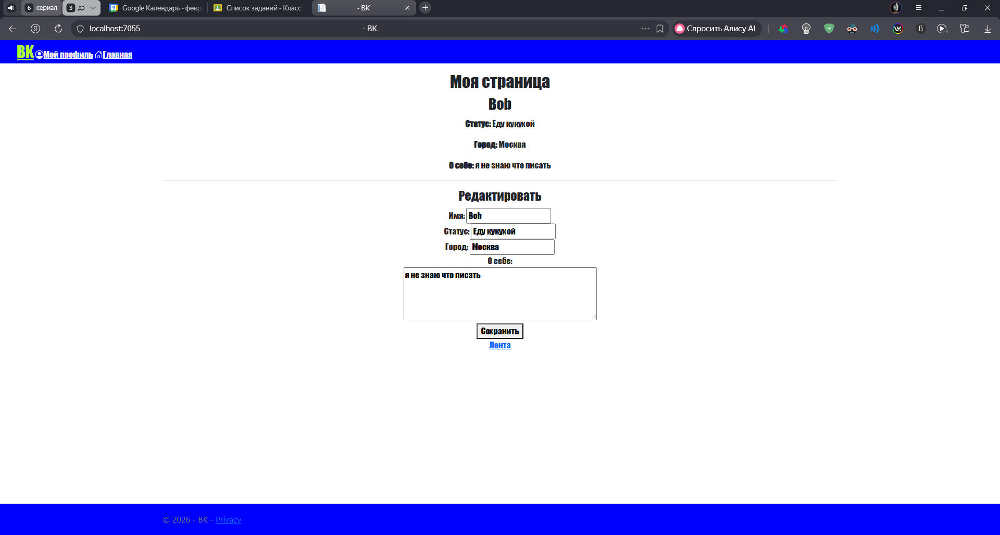 6 сериал 3 дз Google Календарь - февр Список заданий - Класс - ВК
localhost:7055 - ВК Спросить Алису AI
ВК Мой профиль Главная
Моя страница
Bob
Статус: Еду кукухой
Город: Москва
О себе: я не знаю что писать
Редактировать
Имя: Bob
Статус: Еду кукухой
Город: Москва
О себе:
я не знаю что писать
Сохранить
Лента
© 2026 - ВК - Privacy